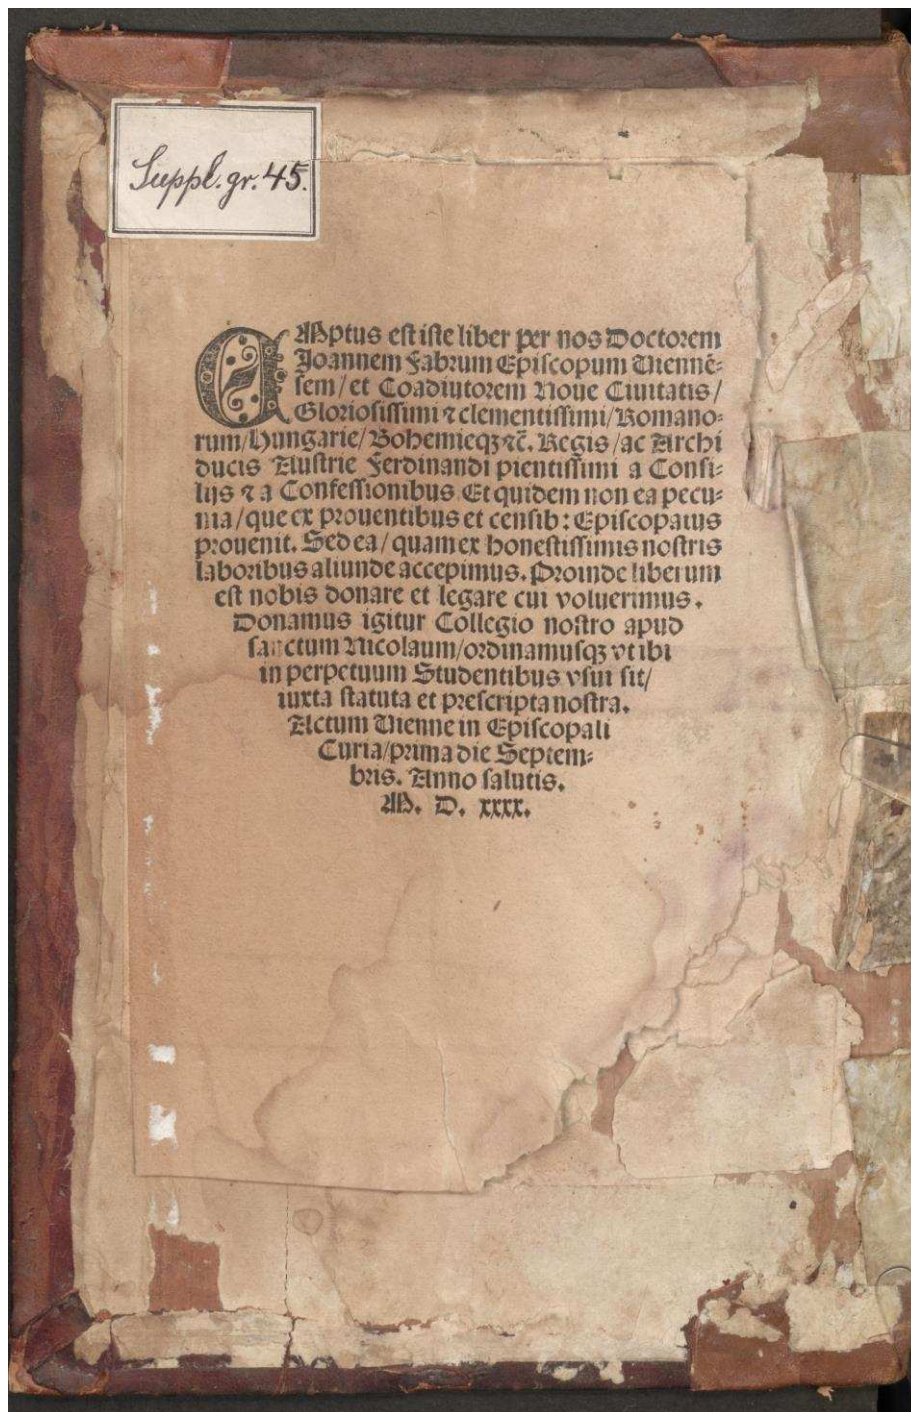 Suppl. gr. 45.
EMptus est iste liber per nos Doctorem
Joannem Fabrum Episcopum Viennē-
sem/et Coadiutorem Noue Ciuitatis/
Gloriosissimi ⁊ clementissimi/Romano-
rum/Hungarie/Bohemieqꝫ ⁊c̄. Regis/ac Archi
ducis Austrie Ferdinandi pientissimi a Consi-
lijs ⁊ a Confessionibus Et quidem non ea pecu-
nia/que ex prouentibus et censib: Episcopatus
prouenit. Sed ea/quam ex honestissimis nostris
laboribus aliunde accepimus. Proinde liberum
est nobis donare et legare cui voluerimus.
Donamus igitur Collegio nostro apud
sanctum Nicolaum/ordinamusqꝫ vt ibi
in perpetuum Studentibus vsui sit/
iuxta statuta et prescripta nostra.
Actum Vienne in Episcopali
Curia/prima die Septem-
bris. Anno salutis.
M. D. xxxx.